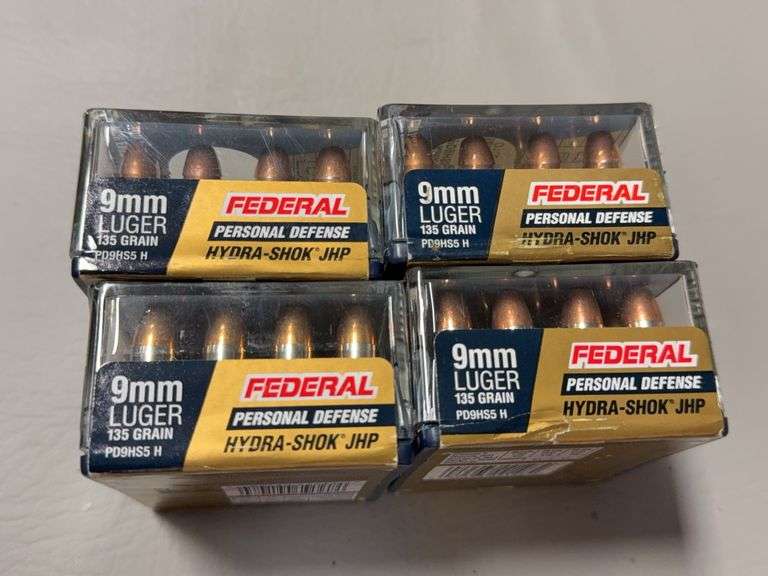 9mm
LUGER
135 GRAIN
PD9HS5 H
FEDERAL
PERSONAL DEFENSE
HYDRA-SHOK® JHP
9mm
LUGER
135 GRAIN
PD9HS5 H
FEDERAL
PERSONAL DEFENSE
HYDRA-SHOK® JHP
9mm
LUGER
135 GRAIN
PD9HS5 H
FEDERAL
PERSONAL DEFENSE
HYDRA-SHOK® JHP
9mm
LUGER
135 GRAIN
PD9HS5 H
FEDERAL
PERSONAL DEFENSE
HYDRA-SHOK® JHP